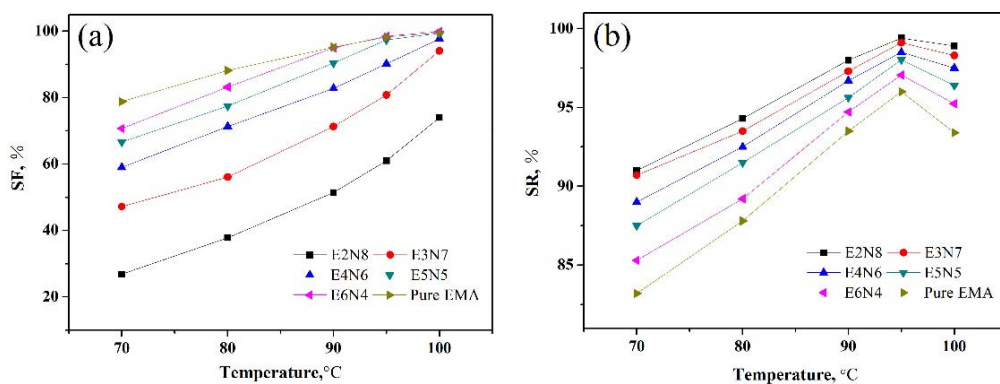 (a)
100
80
60
40
20
SF, %
E2N8 E3N7
E4N6 E5N5
E6N4 Pure EMA
70 80 90 100
Temperature,°C
(b)
100
95
90
85
SR, %
E2N8 E3N7
E4N6 E5N5
E6N4 Pure EMA
70 80 90 100
Temperature, °C